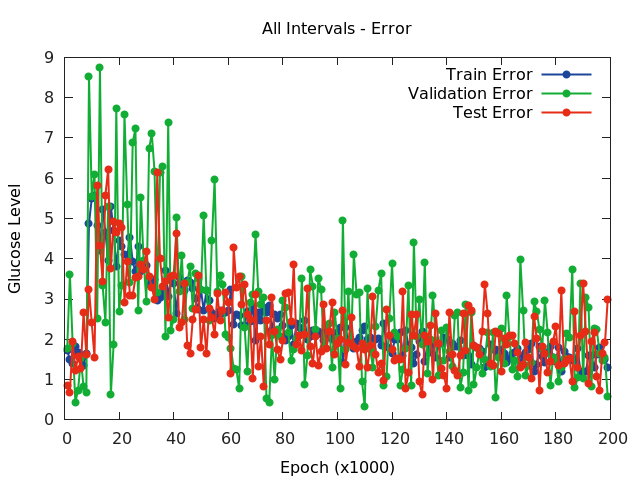 All Intervals - Error
9
8
7
6
5
4
3
2
1
0
Glucose Level
Train Error
Validation Error
Test Error
0 20 40 60 80 100 120 140 160 180 200
Epoch (x1000)